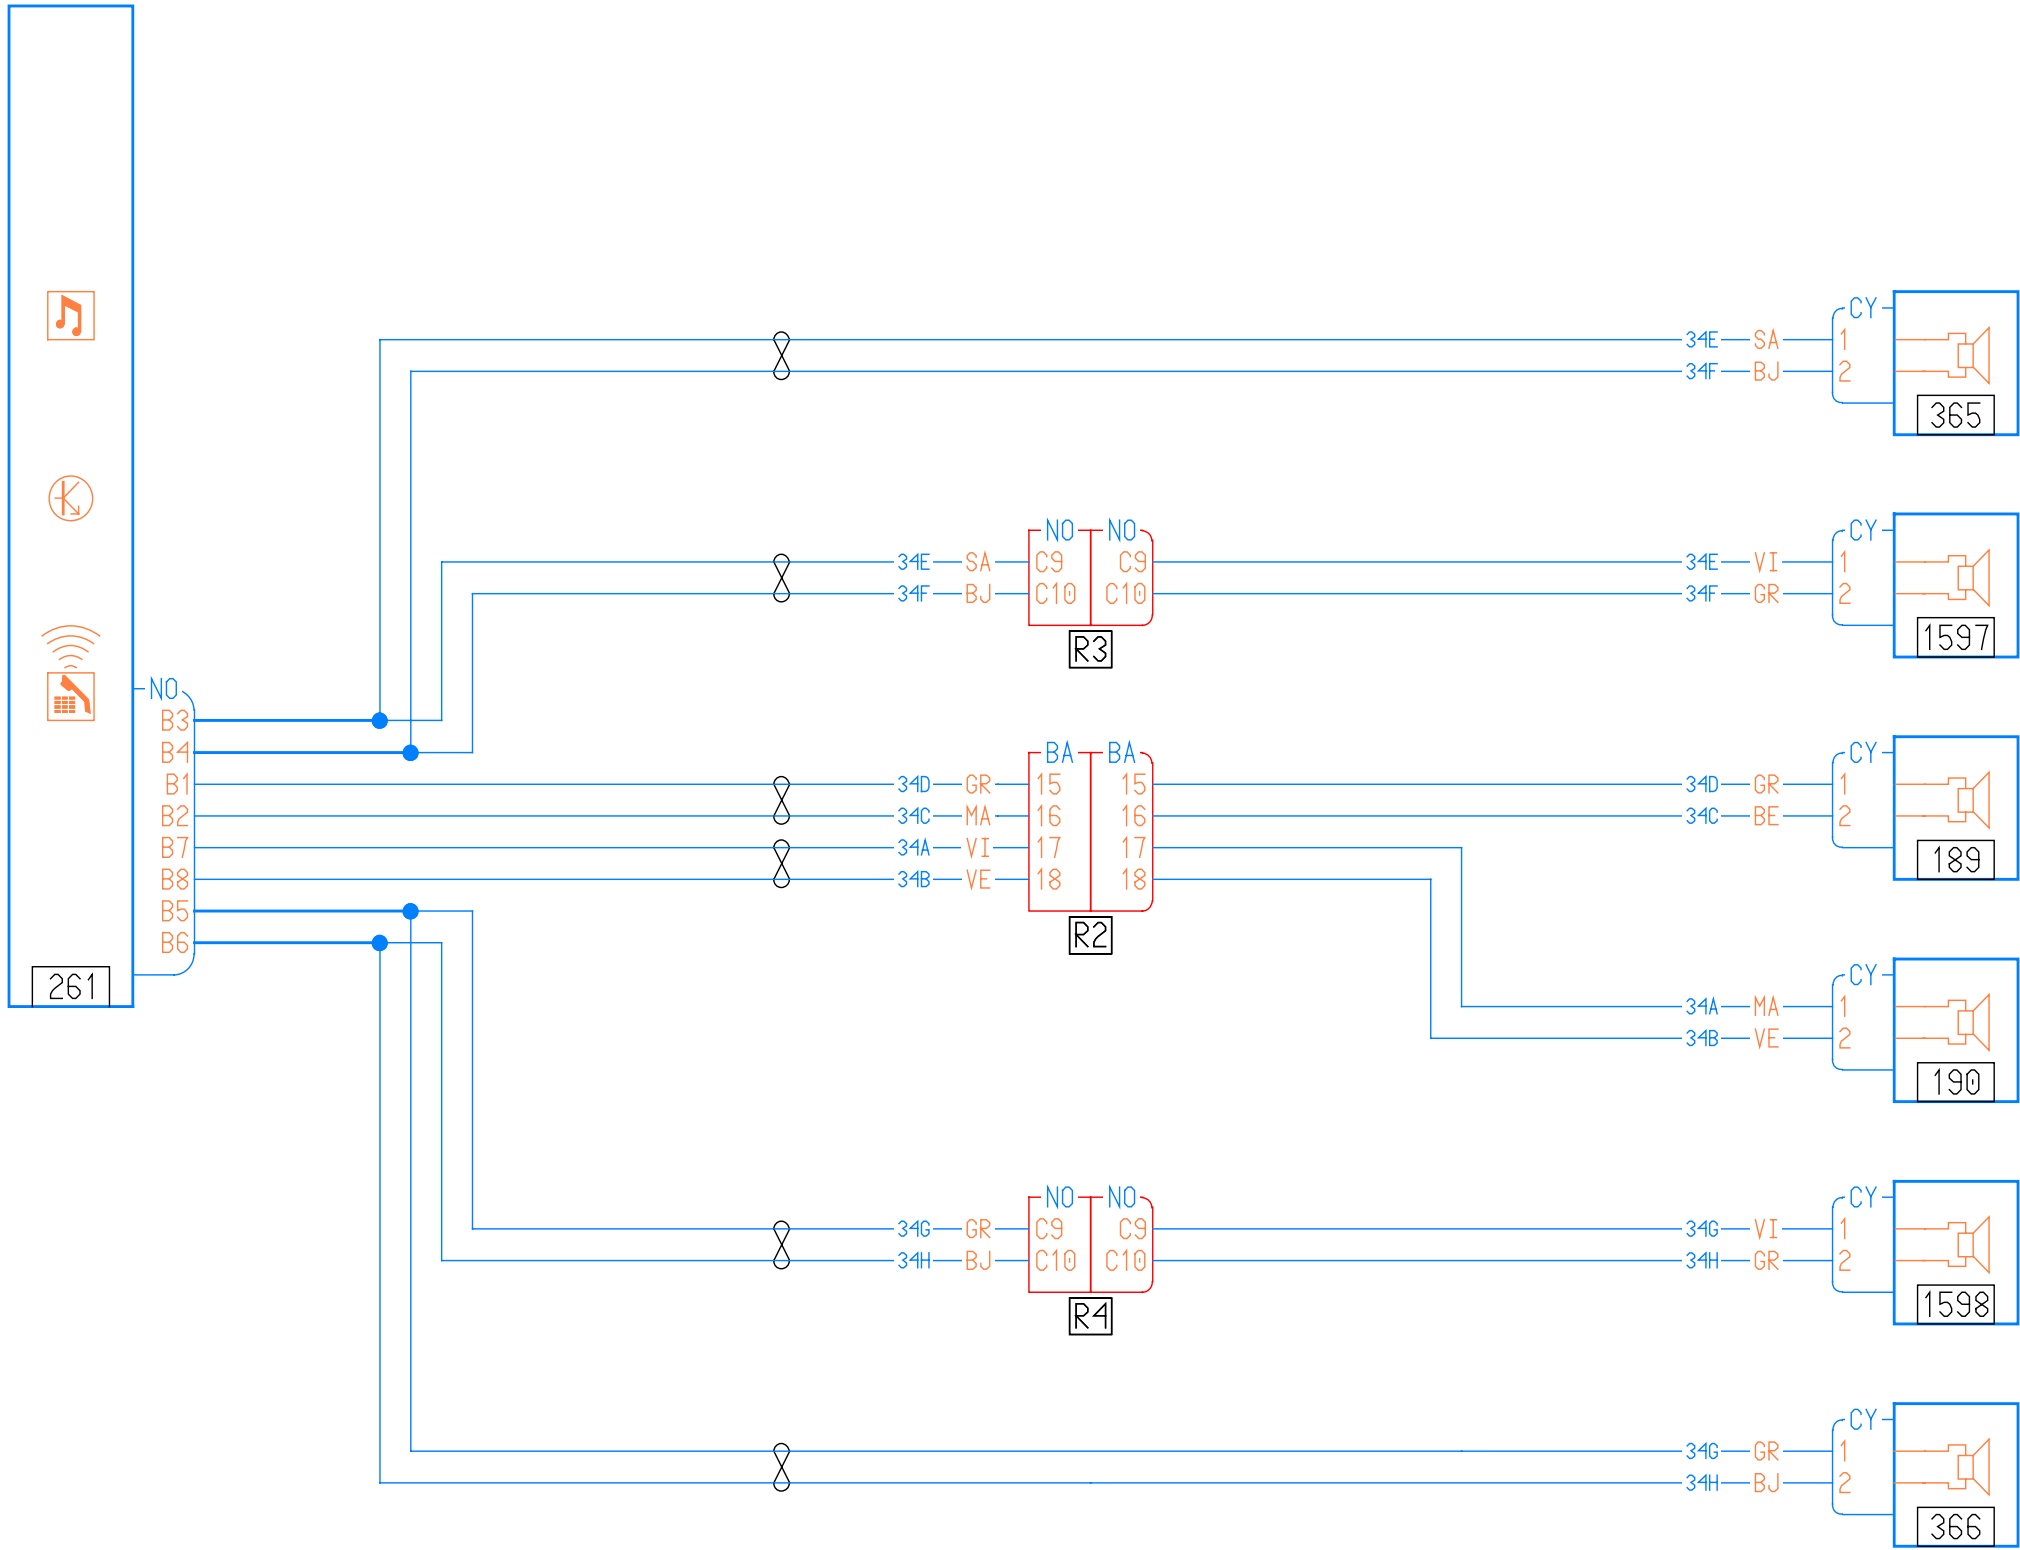 CY
34E SA 1
34F BJ 2
365
NO NO CY
34E SA C9 C9 34E VI 1
34F BJ C10 C10 34F GR 2
R3
1597
NO
B3
B4 BA BA CY
B1 34D GR 15 15 34D GR 1
B2 34C MA 16 16 34C BE 2
B7 34A VI 17 17
B8 34B VE 18 18
189
B5
R2
B6
261
CY
34A MA 1
34B VE 2
190
NO NO CY
34G GR C9 C9 34G VI 1
34H BJ C10 C10 34H GR 2
R4
1598
CY
34G GR 1
34H BJ 2
366